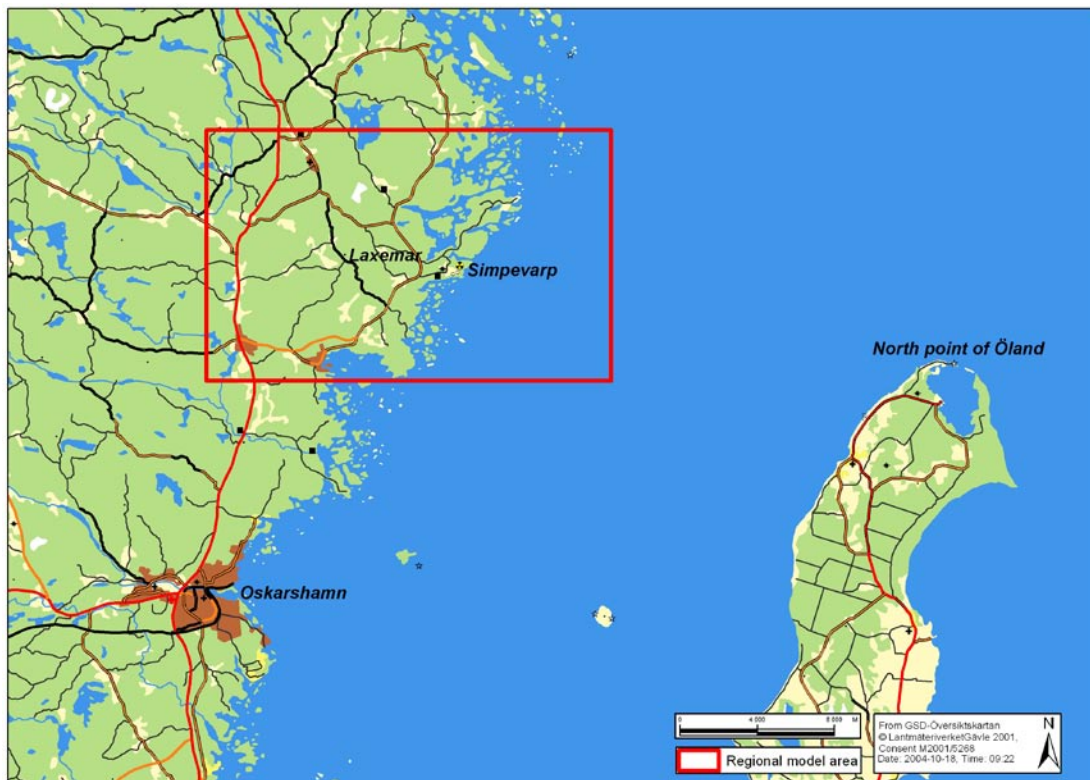 Laxemar
Simpevarp
North point of Öland
Oskarshamn
0 4 000 8 000 M
Regional model area
From GSD-Översiktskartan
© LantmäteriverketGävle 2001,
Consent M2001/5268
Date: 2004-10-18, Time: 09:22
N